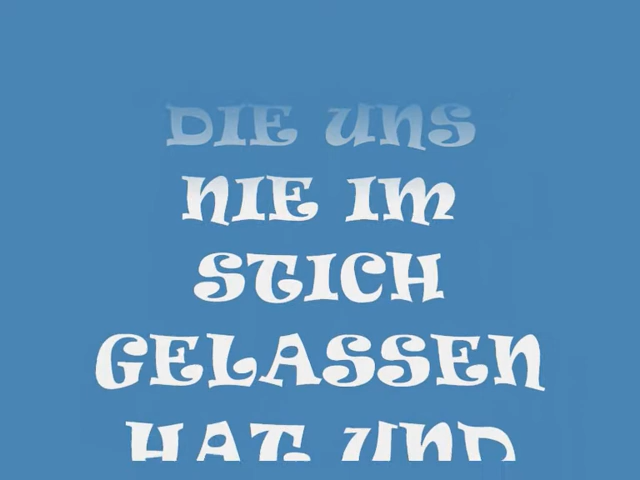 DIE UNS
NIE IM
STICH
GELASSEN
HAT UND